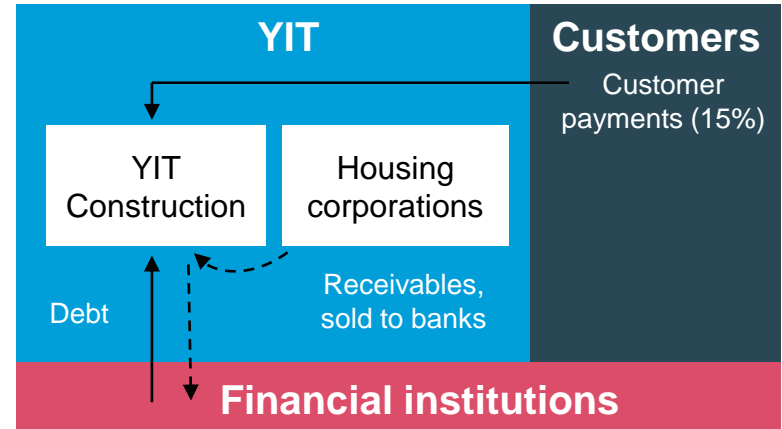 YIT
Customers
Customer
payments (15%)
YIT
Construction
Housing
corporations
Debt
Receivables,
sold to banks
Financial institutions